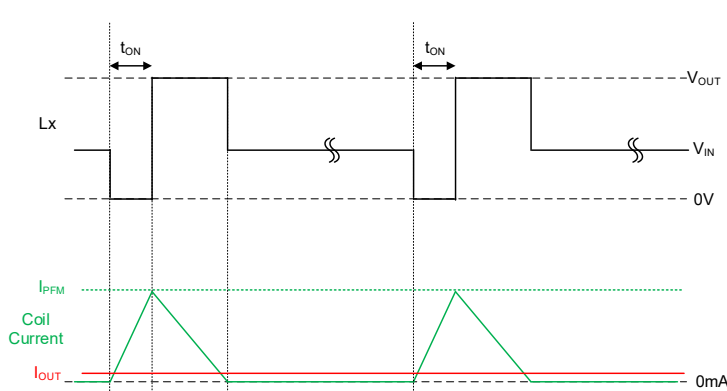 tON
tON
VOUT
Lx
VIN
0V
IPFM
Coil
Current
IOUT
0mA